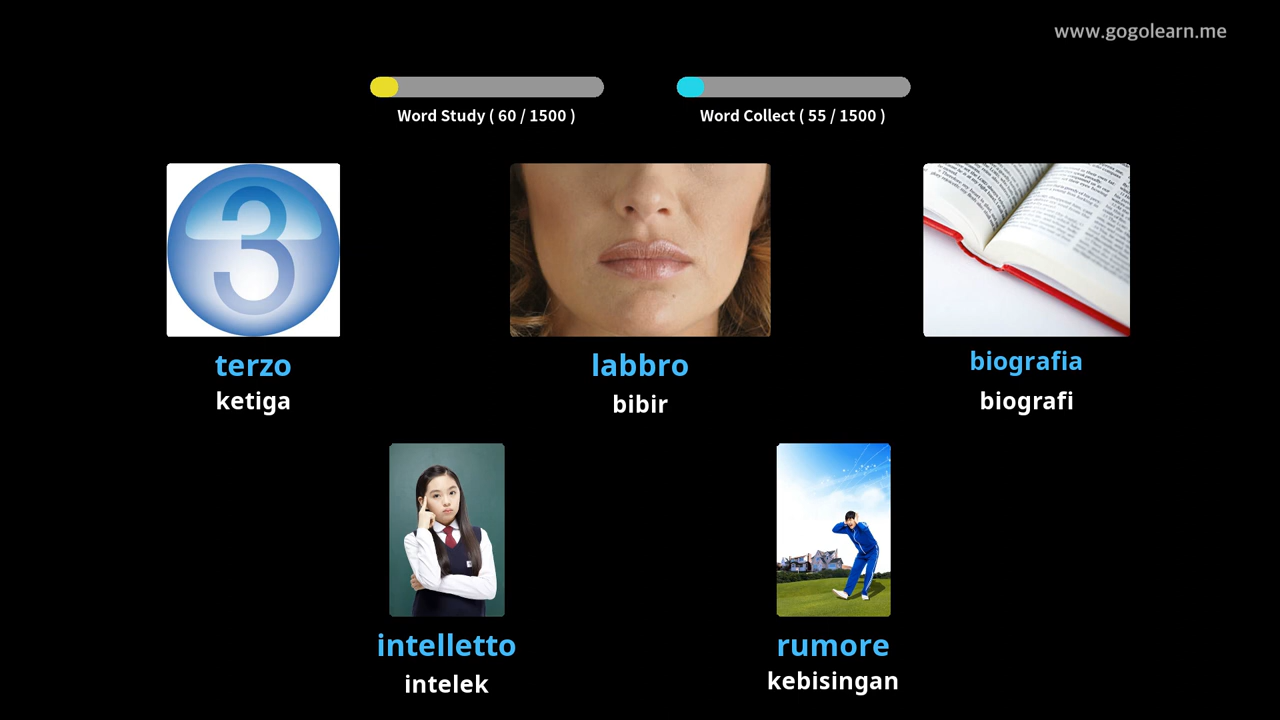 www.gogolearn.me
Word Study ( 60 / 1500 )
Word Collect ( 55 / 1500 )
3
terzo
labbro
biografia
ketiga
bibir
biografi
intelletto
rumore
intelek
kebisingan